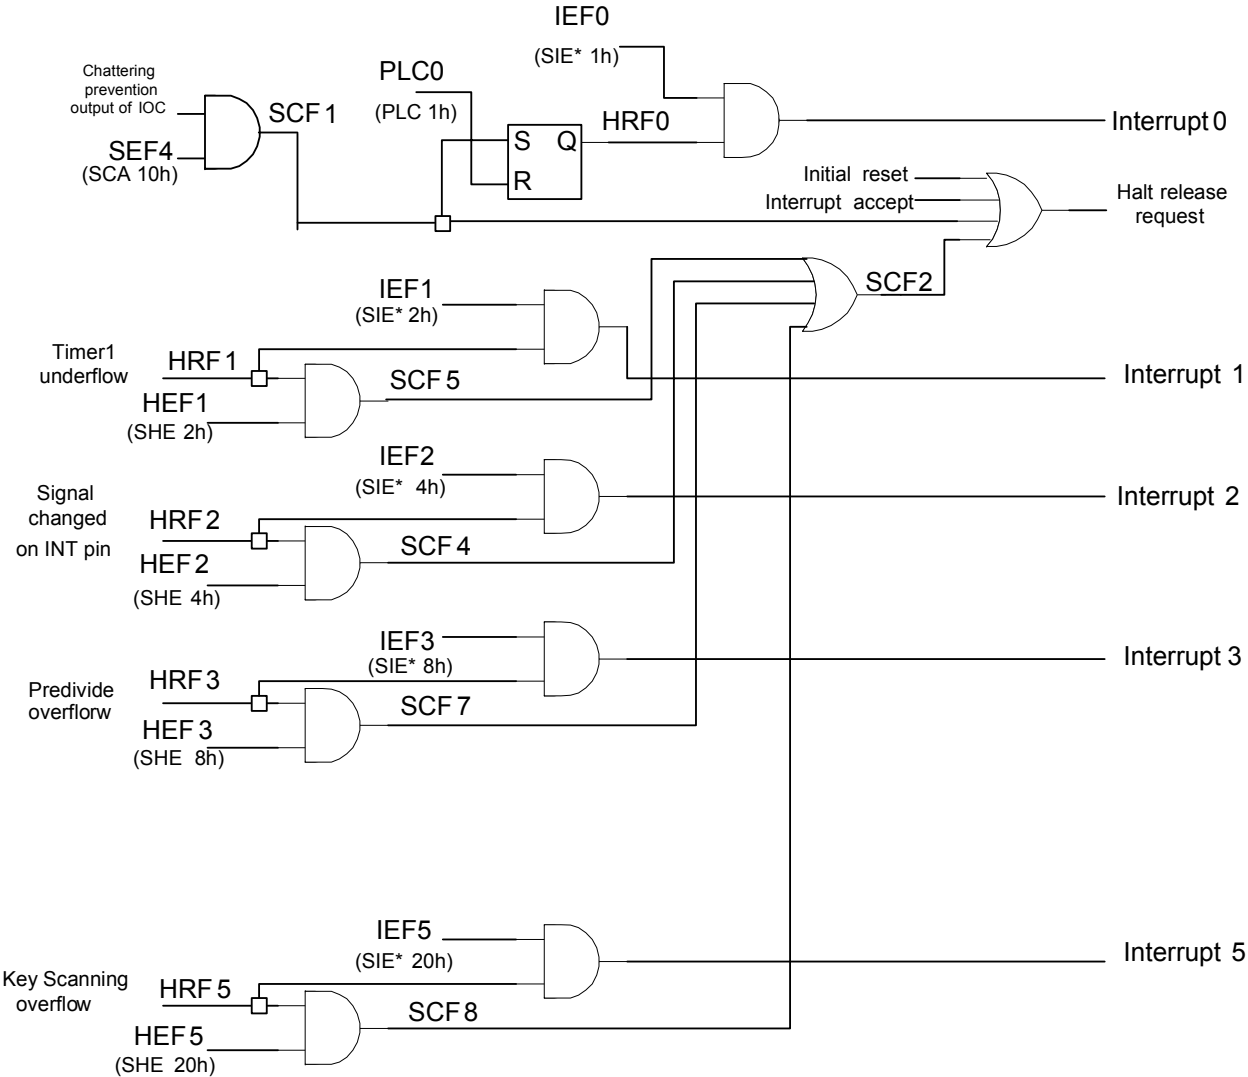 IEF0
(SIE* 1h)
Chattering
prevention
output of IOC
SCF1
SEF4
(SCA 10h)
PLC0
(PLC 1h)
S Q
R
HRF0
Interrupt 0
Initial reset
Interrupt accept
Halt release
request
SCF2
IEF1
(SIE* 2h)
Timer1
underflow
HRF1
SCF5
HEF1
(SHE 2h)
Interrupt 1
IEF2
(SIE* 4h)
Signal
changed
on INT pin
HRF2
SCF4
HEF2
(SHE 4h)
Interrupt 2
IEF3
(SIE* 8h)
Predivide
overflorw
HRF3
SCF7
HEF3
(SHE 8h)
Interrupt 3
IEF5
(SIE* 20h)
Key Scanning
overflow
HRF5
SCF8
HEF5
(SHE 20h)
Interrupt 5